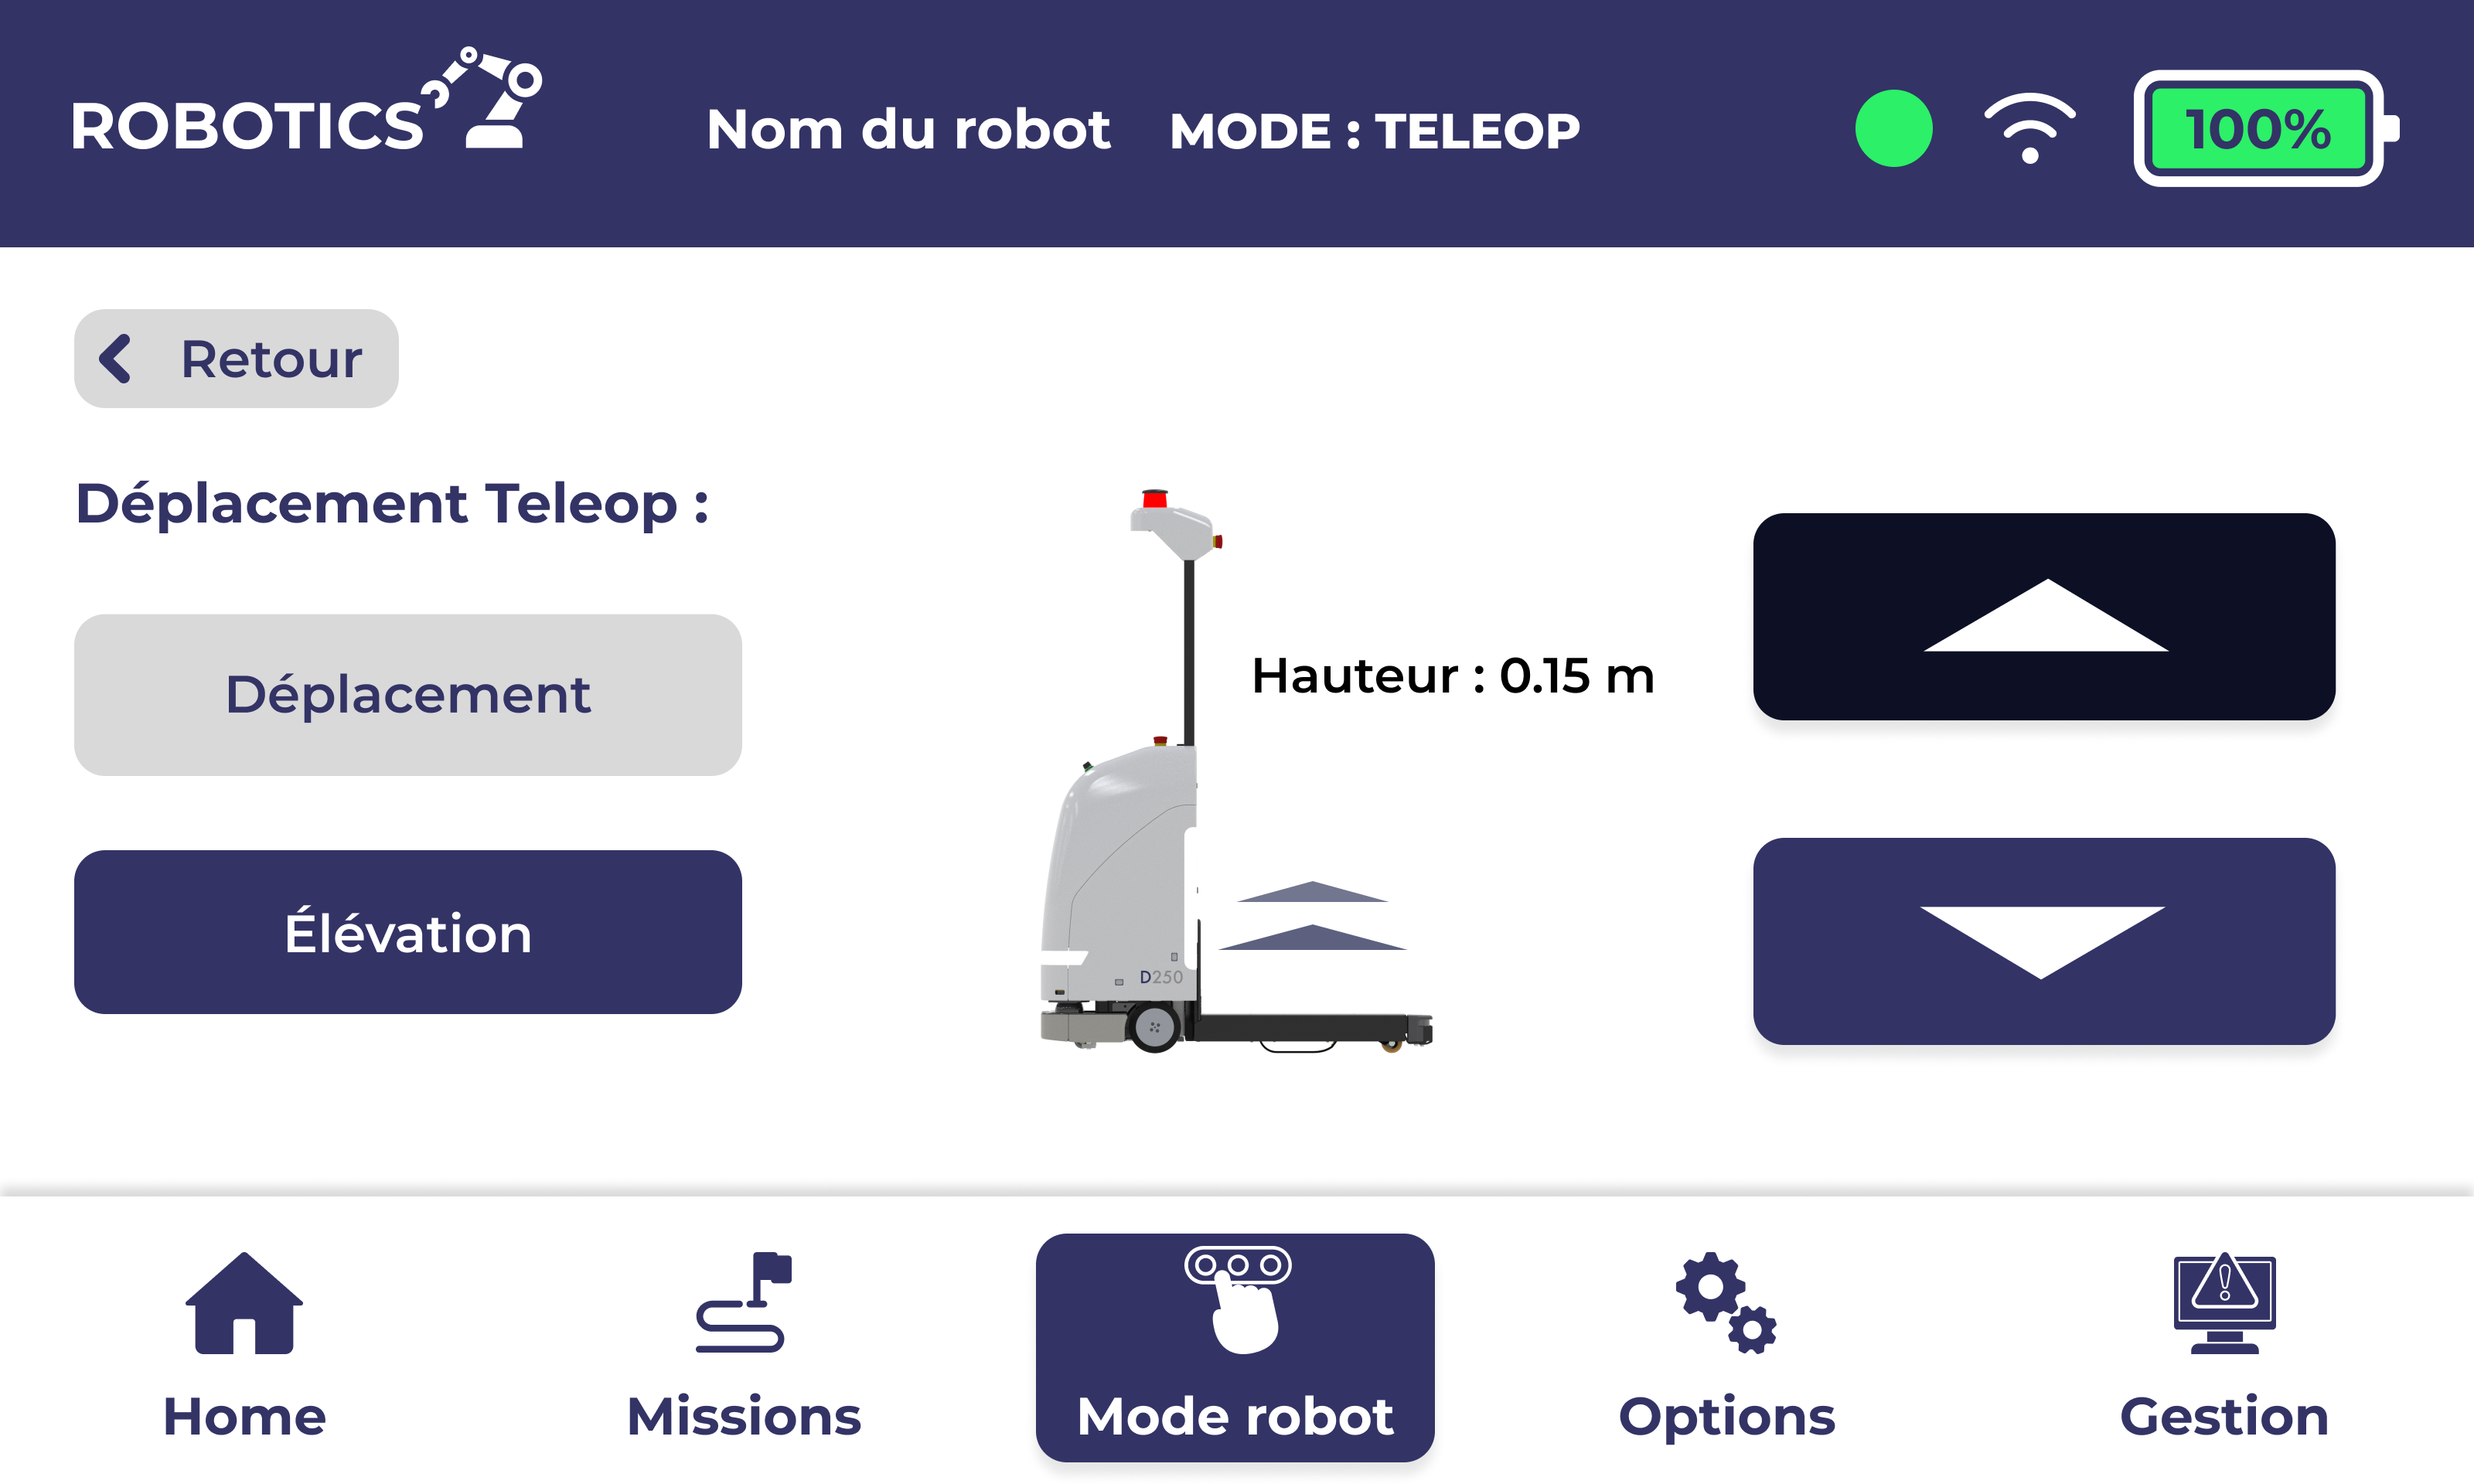 ROBOTICS
Nom du robot MODE : TELEOP
100%
Retour
Déplacement Teleop :
Déplacement
Hauteur : 0.15 m
Élévation
D250
Home
Missions
Mode robot
Options
Gestion